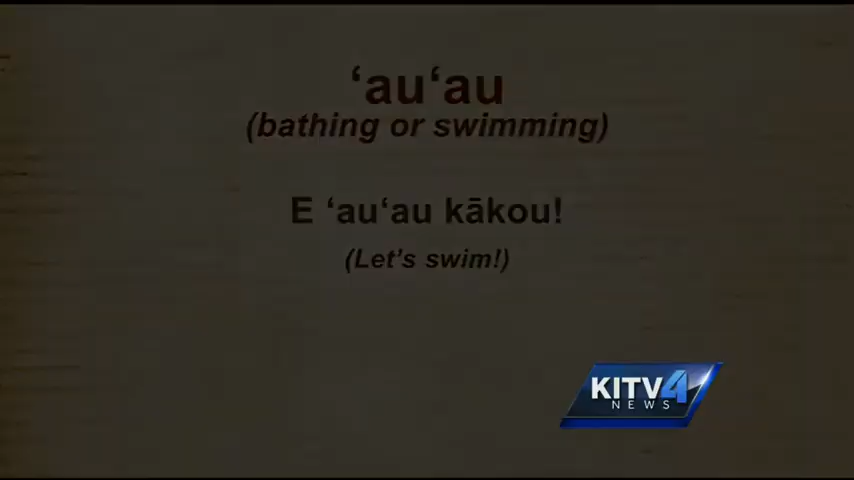 ʻauʻau
(bathing or swimming)
E ʻauʻau kākou!
(Let's swim!)
KITV4
NEWS